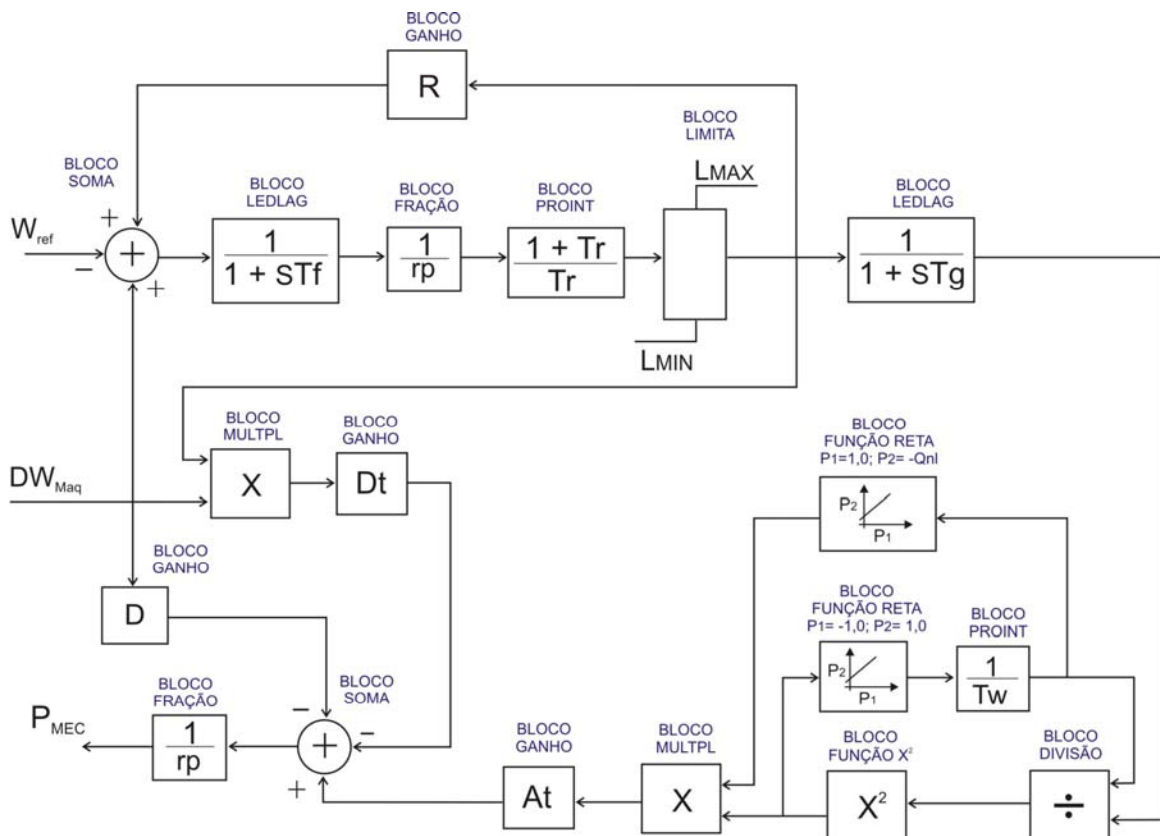 BLOCO
GANHO
R
BLOCO
SOMA
+
W ref
−
+
+
BLOCO
LEDLAG
1
1 + STf
BLOCO
FRAÇÃO
1
rp
BLOCO
PROINT
1 + Tr
Tr
BLOCO
LIMITA
LMAX
LMIN
BLOCO
LEDLAG
1
1 + STg
BLOCO
MULTPL
X
BLOCO
GANHO
Dt
DW Maq
BLOCO
GANHO
D
BLOCO
FUNÇÃO RETA
P1=1,0; P2= -Qnl
P2
P1
BLOCO
FUNÇÃO RETA
P1= -1,0; P2= 1,0
P2
P1
BLOCO
PROINT
1
Tw
PMEC
BLOCO
FRAÇÃO
1
rp
BLOCO
SOMA
−
+
−
+
BLOCO
GANHO
At
BLOCO
MULTPL
X
BLOCO
FUNÇÃO X²
X²
BLOCO
DIVISÃO
÷